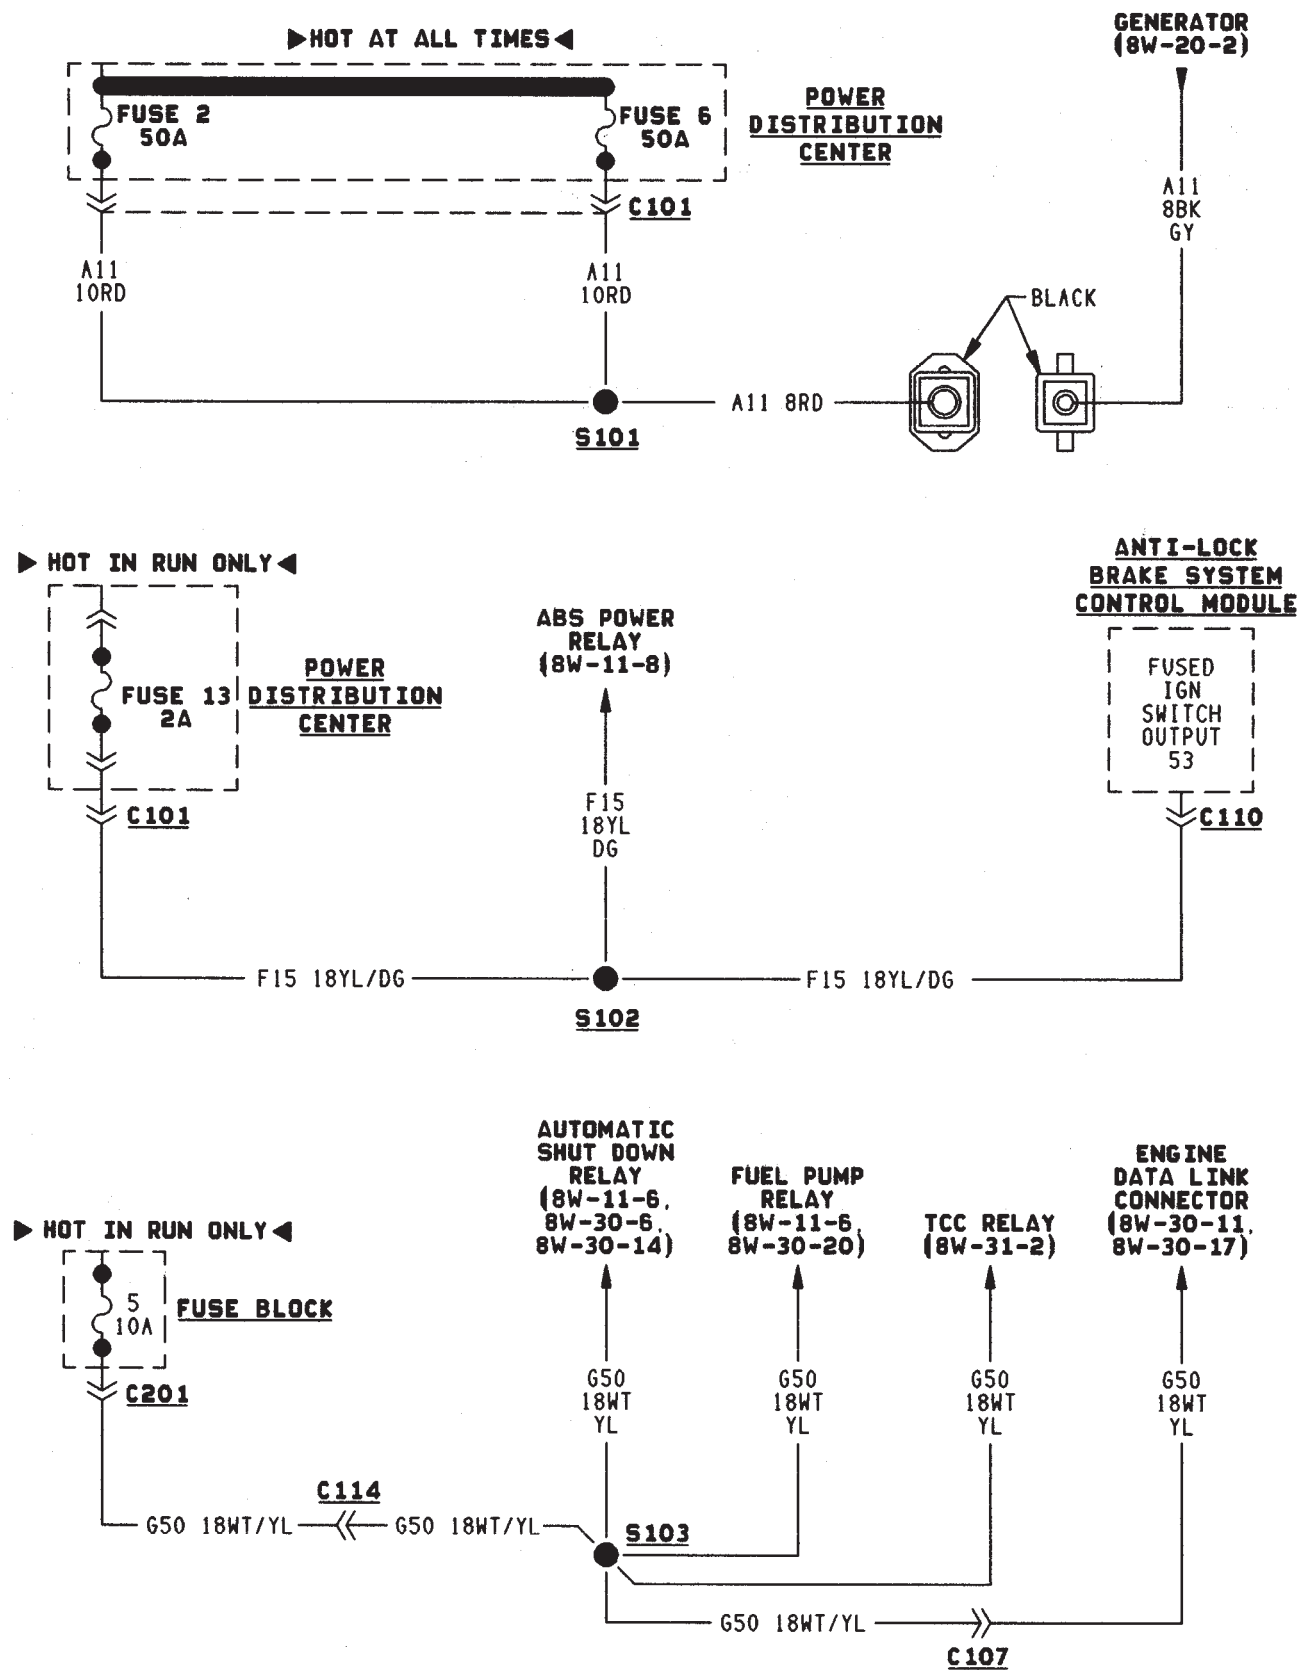 ▶HOT AT ALL TIMES◀
GENERATOR
(8W-20-2)
FUSE 2
50A
FUSE 6
50A
POWER
DISTRIBUTION
CENTER
C101
A11
8BK
GY
A11
10RD
A11
10RD
BLACK
A11 8RD
S101
▶ HOT IN RUN ONLY◀
ANTI-LOCK
BRAKE SYSTEM
CONTROL MODULE
ABS POWER
RELAY
(8W-11-8)
FUSE 13
2A
POWER
DISTRIBUTION
CENTER
FUSED
IGN
SWITCH
OUTPUT
53
C101
F15
18YL
DG
C110
F15 18YL/DG
F15 18YL/DG
S102
AUTOMATIC
SHUT DOWN
RELAY
(8W-11-6,
8W-30-6,
8W-30-14)
FUEL PUMP
RELAY
(8W-11-6,
8W-30-20)
TCC RELAY
(8W-31-2)
ENGINE
DATA LINK
CONNECTOR
(8W-30-11,
8W-30-17)
▶ HOT IN RUN ONLY◀
5
10A
FUSE BLOCK
C201
G50
18WT
YL
G50
18WT
YL
G50
18WT
YL
G50
18WT
YL
C114
G50 18WT/YL
G50 18WT/YL
S103
G50 18WT/YL
C107